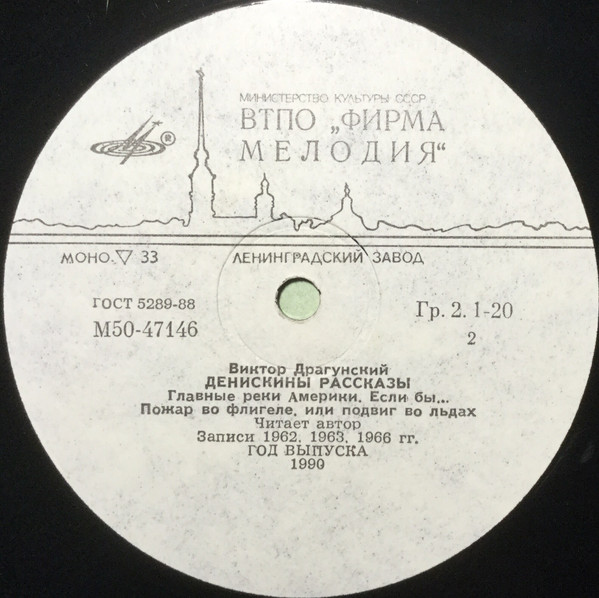 МИНИСТЕРСТВО КУЛЬТУРЫ СССР
ВТПО „ФИРМА
МЕЛОДИЯ"
®
МОНО ▽ 33
ЛЕНИНГРАДСКИЙ ЗАВОД
ГОСТ 5289-88
М50-47146
Гр. 2. 1-20
2
Виктор Драгунский
ДЕНИСКИНЫ РАССКАЗЫ
Главные реки Америки. Если бы...
Пожар во флигеле, или подвиг во льдах
Читает автор
Записи 1962, 1963, 1966 гг.
ГОД ВЫПУСКА
1990